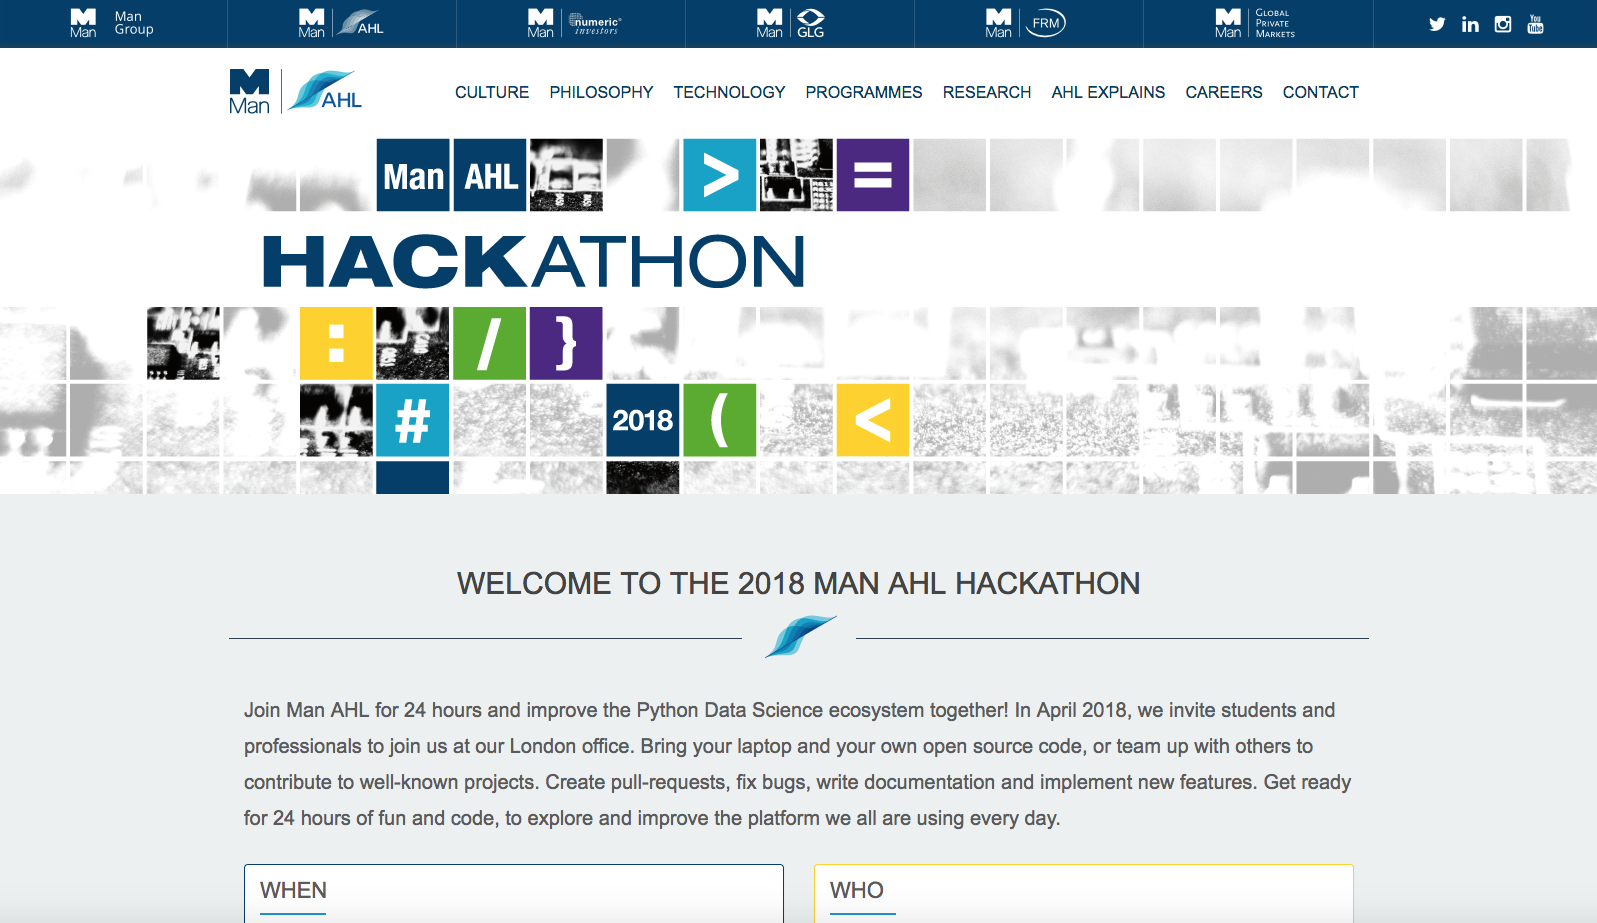 Man
Man
Group
Man
AHL
Man
numeric
investors
Man
GLG
Man
FRM
Man
GLOBAL
PRIVATE
MARKETS
You
Tube
Man
AHL
CULTURE PHILOSOPHY TECHNOLOGY PROGRAMMES RESEARCH AHL EXPLAINS CAREERS CONTACT
Man AHL > =
HACKATHON
: / }
# 2018 ( <
WELCOME TO THE 2018 MAN AHL HACKATHON
Join Man AHL for 24 hours and improve the Python Data Science ecosystem together! In April 2018, we invite students and
professionals to join us at our London office. Bring your laptop and your own open source code, or team up with others to
contribute to well-known projects. Create pull-requests, fix bugs, write documentation and implement new features. Get ready
for 24 hours of fun and code, to explore and improve the platform we all are using every day.
WHEN
WHO